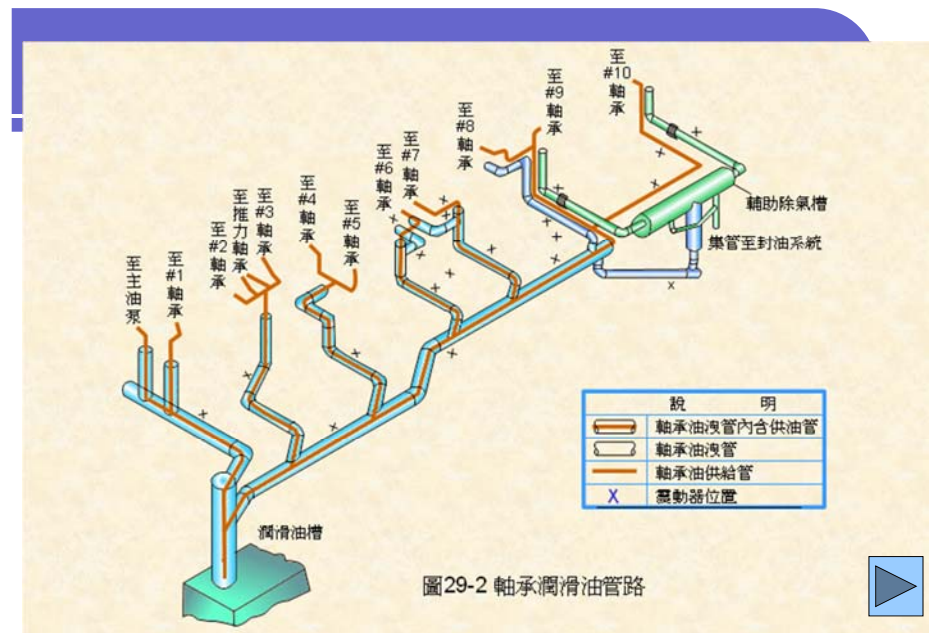 至主油泵
至#1軸承
至#2軸承
至推力軸承
至#3軸承
至#4軸承
至#5軸承
至#6軸承
至#7軸承
至#8軸承
至#9軸承
至#10軸承
輔助除氣槽
集管至封油系統
說 明
軸承油洩管內含供油管
軸承油洩管
軸承油供給管
X 震動器位置
潤滑油槽
圖29-2 軸承潤滑油管路